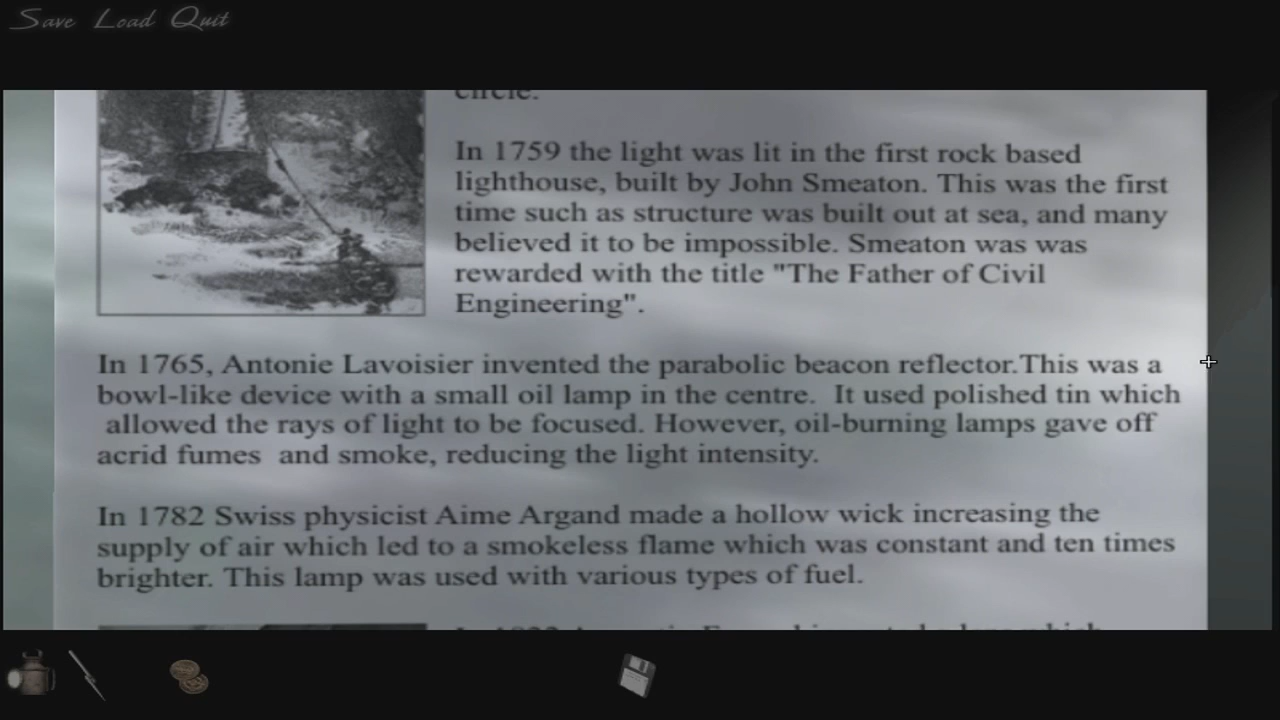 Save Load Quit
circle.
In 1759 the light was lit in the first rock based
lighthouse, built by John Smeaton. This was the first
time such as structure was built out at sea, and many
believed it to be impossible. Smeaton was was
rewarded with the title "The Father of Civil
Engineering".
In 1765, Antonie Lavoisier invented the parabolic beacon reflector.This was a
bowl-like device with a small oil lamp in the centre. It used polished tin which
allowed the rays of light to be focused. However, oil-burning lamps gave off
acrid fumes and smoke, reducing the light intensity.
In 1782 Swiss physicist Aime Argand made a hollow wick increasing the
supply of air which led to a smokeless flame which was constant and ten times
brighter. This lamp was used with various types of fuel.